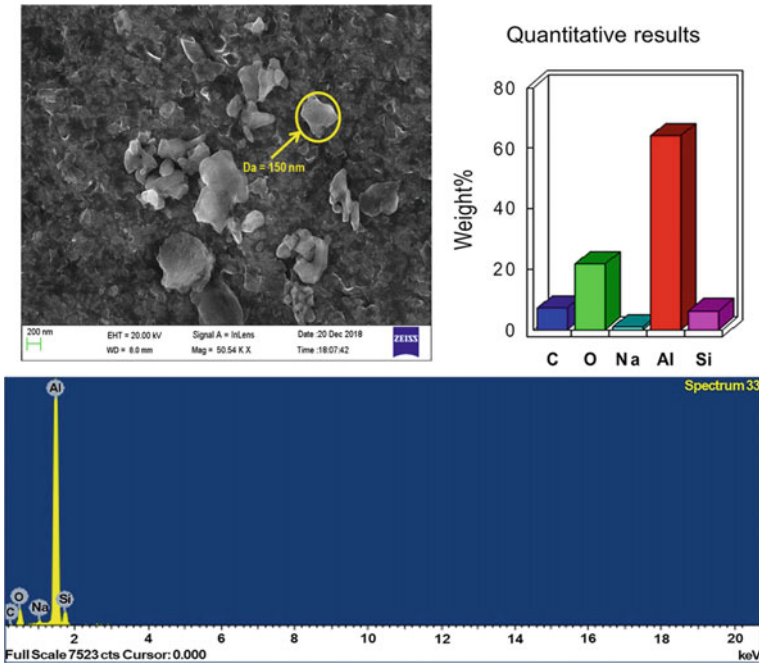 Da = 150 nm
200 nm
EHT = 20.00 kV
Signal A = InLens
Date :20 Dec 2018
WD = 8.0 mm
Mag = 50.54 K X
Time :18:07:42
ZEISS
Quantitative results
Weight%
80
60
40
20
0
C O Na Al Si
Spectrum 33
Al
O
C
Na
Si
2 4 6 8 10 12 14 16 18 20
Full Scale 7523 cts Cursor: 0.000
keV